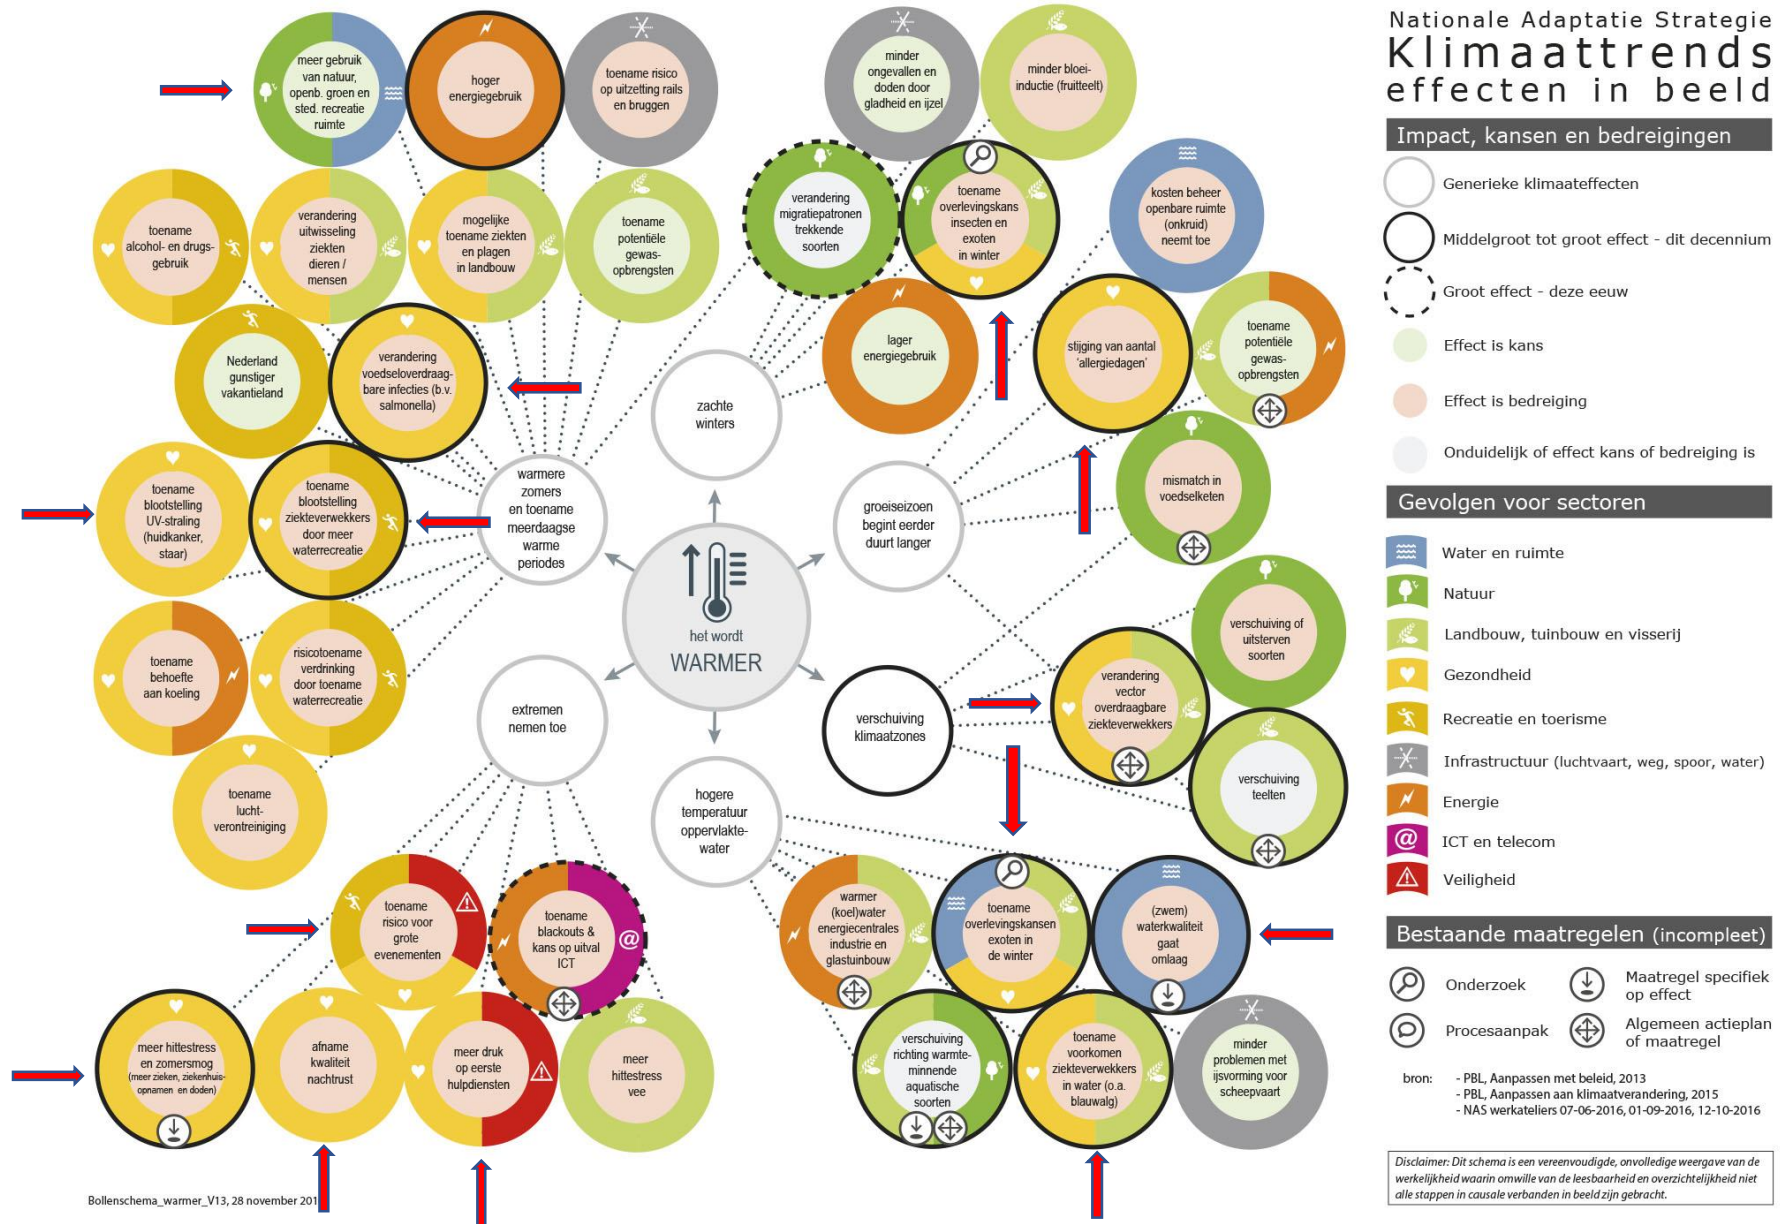 Nationale Adaptatie Strategie
Klimaattrends
effecten in beeld
Impact, kansen en bedreigingen
Generieke klimaateffecten
Middelgroot tot groot effect - dit decennium
Groot effect - deze eeuw
Effect is kans
Effect is bedreiging
Onduidelijk of effect kans of bedreiging is
Gevolgen voor sectoren
Water en ruimte
Natuur
Landbouw, tuinbouw en visserij
Gezondheid
Recreatie en toerisme
Infrastructuur (luchtvaart, weg, spoor, water)
Energie
@
ICT en telecom
Veiligheid
Bestaande maatregelen (incompleet)
Onderzoek
Maatregel specifiek
op effect
Procesaanpak
Algemeen actieplan
of maatregel
bron:
- PBL, Aanpassen met beleid, 2013
- PBL, Aanpassen aan klimaatverandering, 2015
- NAS werkateliers 07-06-2016, 01-09-2016, 12-10-2016
Disclaimer: Dit schema is een vereenvoudigde, onvolledige weergave van de
werkelijkheid waarin omwille van de leesbaarheid en overzichtelijkheid niet
alle stappen in causale verbanden in beeld zijn gebracht.
het wordt
WARMER
warmere
zomers
en toename
meerdaagse
warme
periodes
meer gebruik
van natuur,
openb. groen en
sted. recreatie
ruimte
hoger
energiegebruik
toename risico
op uitzetting rails
en bruggen
toename
alcohol- en drugs-
gebruik
verandering
uitwisseling
ziekten
dieren /
mensen
mogelijke
toename ziekten
en plagen
in landbouw
toename
potentiële
gewas-
opbrengsten
Nederland
gunstiger
vakantieland
verandering
voedseloverdraag-
bare infecties (b.v.
salmonella)
toename
blootstelling
UV-straling
(huidkanker,
staar)
toename
blootstelling
ziekteverwekkers
door meer
waterrecreatie
toename
behoefte
aan koeling
risicotoename
verdrinking
door toename
waterrecreatie
toename
lucht-
verontreiniging
zachte
winters
minder
ongevallen en
doden door
gladheid en ijzel
minder bloei-
inductie (fruitteelt)
verandering
migratiepatronen
trekkende
soorten
toename
overlevingskans
insecten en
exoten
in winter
lager
energiegebruik
groeiseizoen
begint eerder
duurt langer
kosten beheer
openbare ruimte
(onkruid)
neemt toe
stijging van aantal
'allergiedagen'
toename
potentiële
gewas-
opbrengsten
mismatch in
voedselketen
verschuiving
klimaatzones
verschuiving of
uitsterven
soorten
verandering
vector
overdraagbare
ziekteverwekkers
verschuiving
teelten
extremen
nemen toe
toename
risico voor
grote
evenementen
toename
blackouts &
kans op uitval
ICT
@
meer hittestress
en zomersmog
(meer zieken, ziekenhuis-
opnamen en doden)
afname
kwaliteit
nachtrust
meer druk
op eerste
hulpdiensten
meer
hittestress
vee
hogere
temperatuur
oppervlakte-
water
warmer
(koel)water
energiecentrales
industrie en
glastuinbouw
toename
overlevingskansen
exoten in
de winter
(zwem)
waterkwaliteit
gaat
omlaag
verschuiving
richting warmte-
minnende
aquatische
soorten
toename
voorkomen
ziekteverwekkers
in water (o.a.
blauwalg)
minder
problemen met
ijsvorming voor
scheepvaart
Bollenschema_warmer_V13, 28 november 201